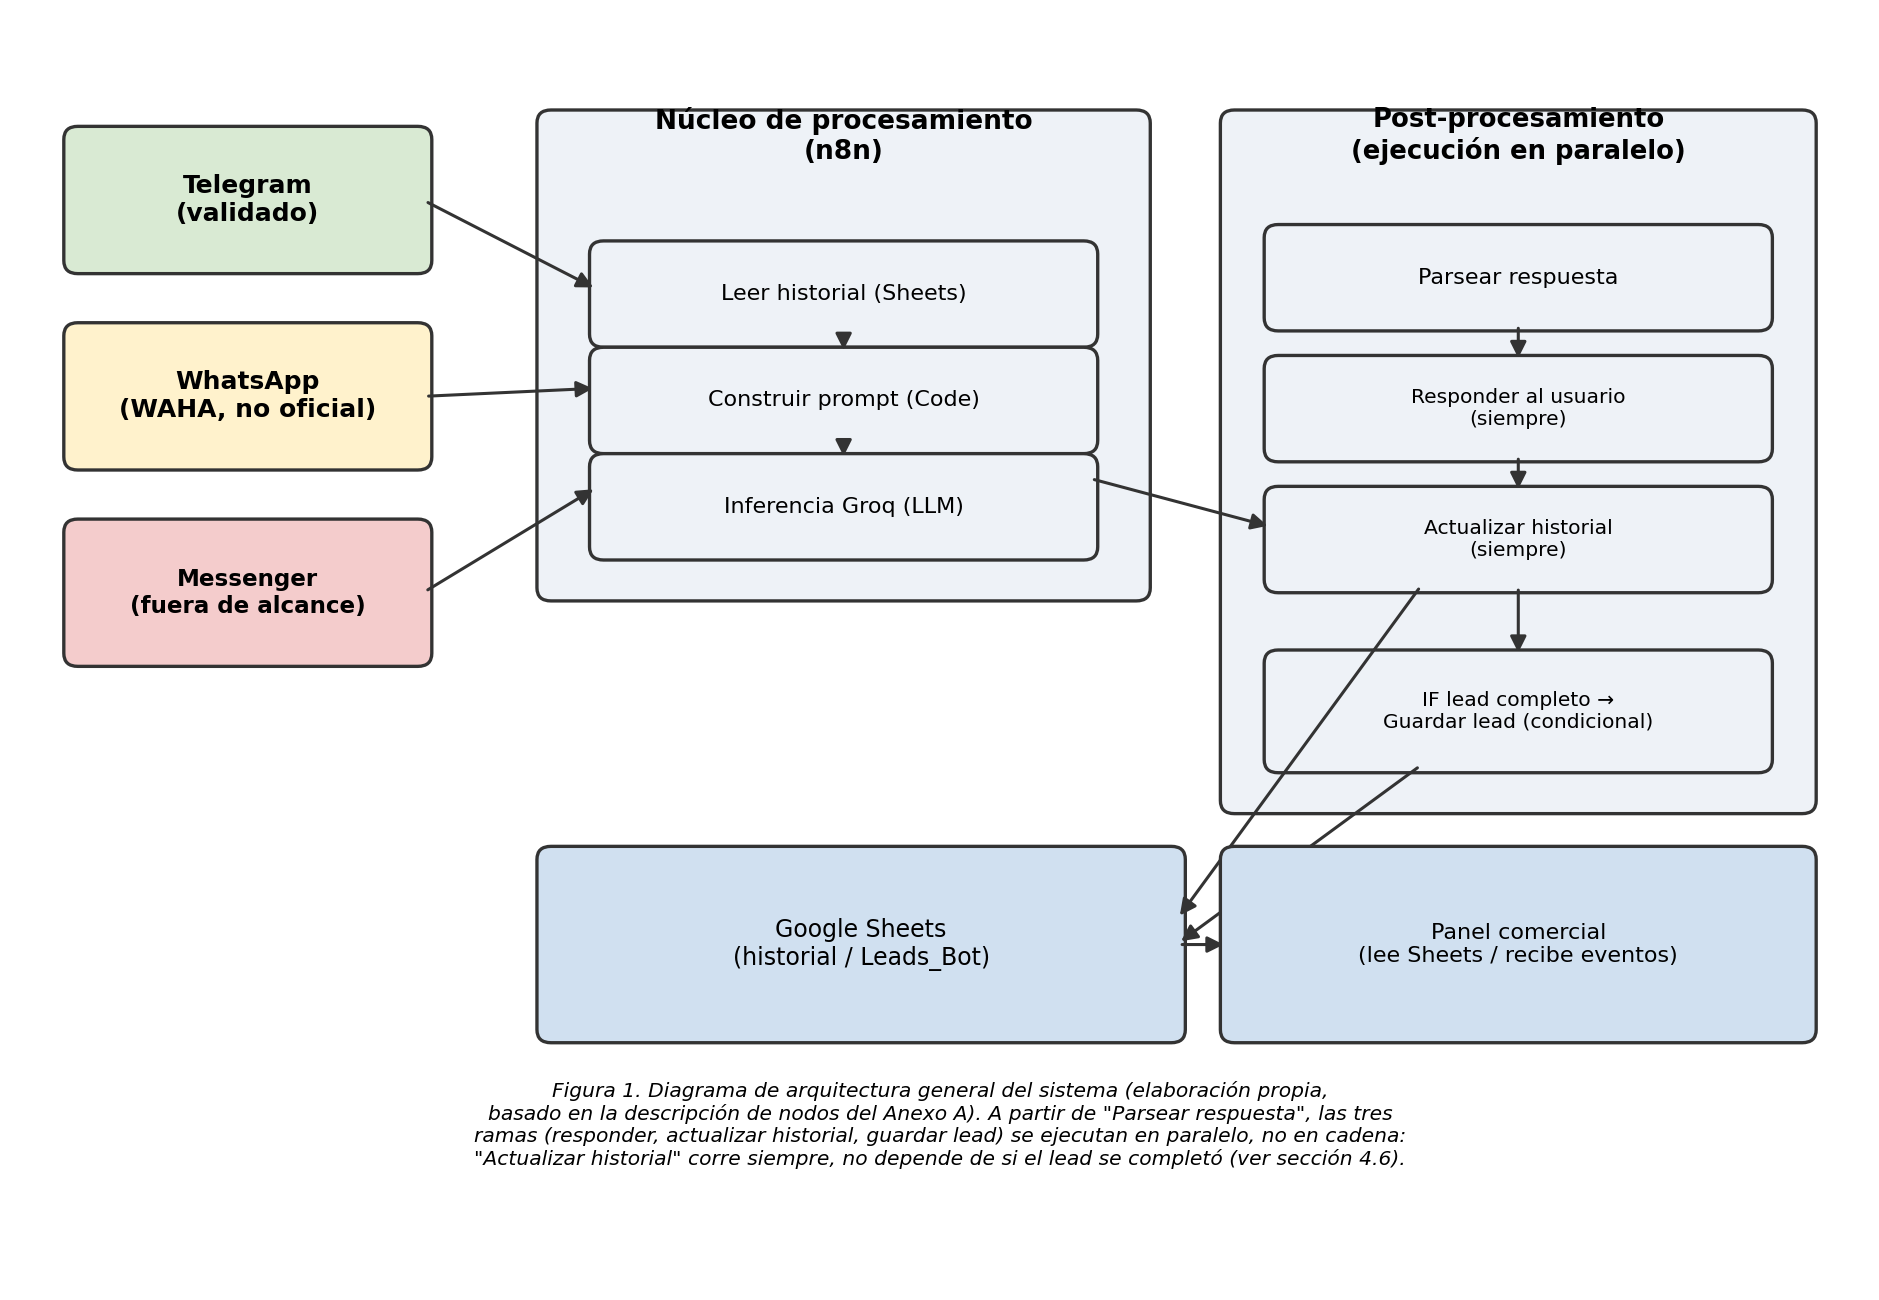 Telegram
(validado)
WhatsApp
(WAHA, no oficial)
Messenger
(fuera de alcance)
Núcleo de procesamiento
(n8n)
Leer historial (Sheets)
Construir prompt (Code)
Inferencia Groq (LLM)
Post-procesamiento
(ejecución en paralelo)
Parsear respuesta
Responder al usuario
(siempre)
Actualizar historial
(siempre)
IF lead completo →
Guardar lead (condicional)
Google Sheets
(historial / Leads_Bot)
Panel comercial
(lee Sheets / recibe eventos)
Figura 1. Diagrama de arquitectura general del sistema (elaboración propia,
basado en la descripción de nodos del Anexo A). A partir de "Parsear respuesta", las tres
ramas (responder, actualizar historial, guardar lead) se ejecutan en paralelo, no en cadena:
"Actualizar historial" corre siempre, no depende de si el lead se completó (ver sección 4.6).